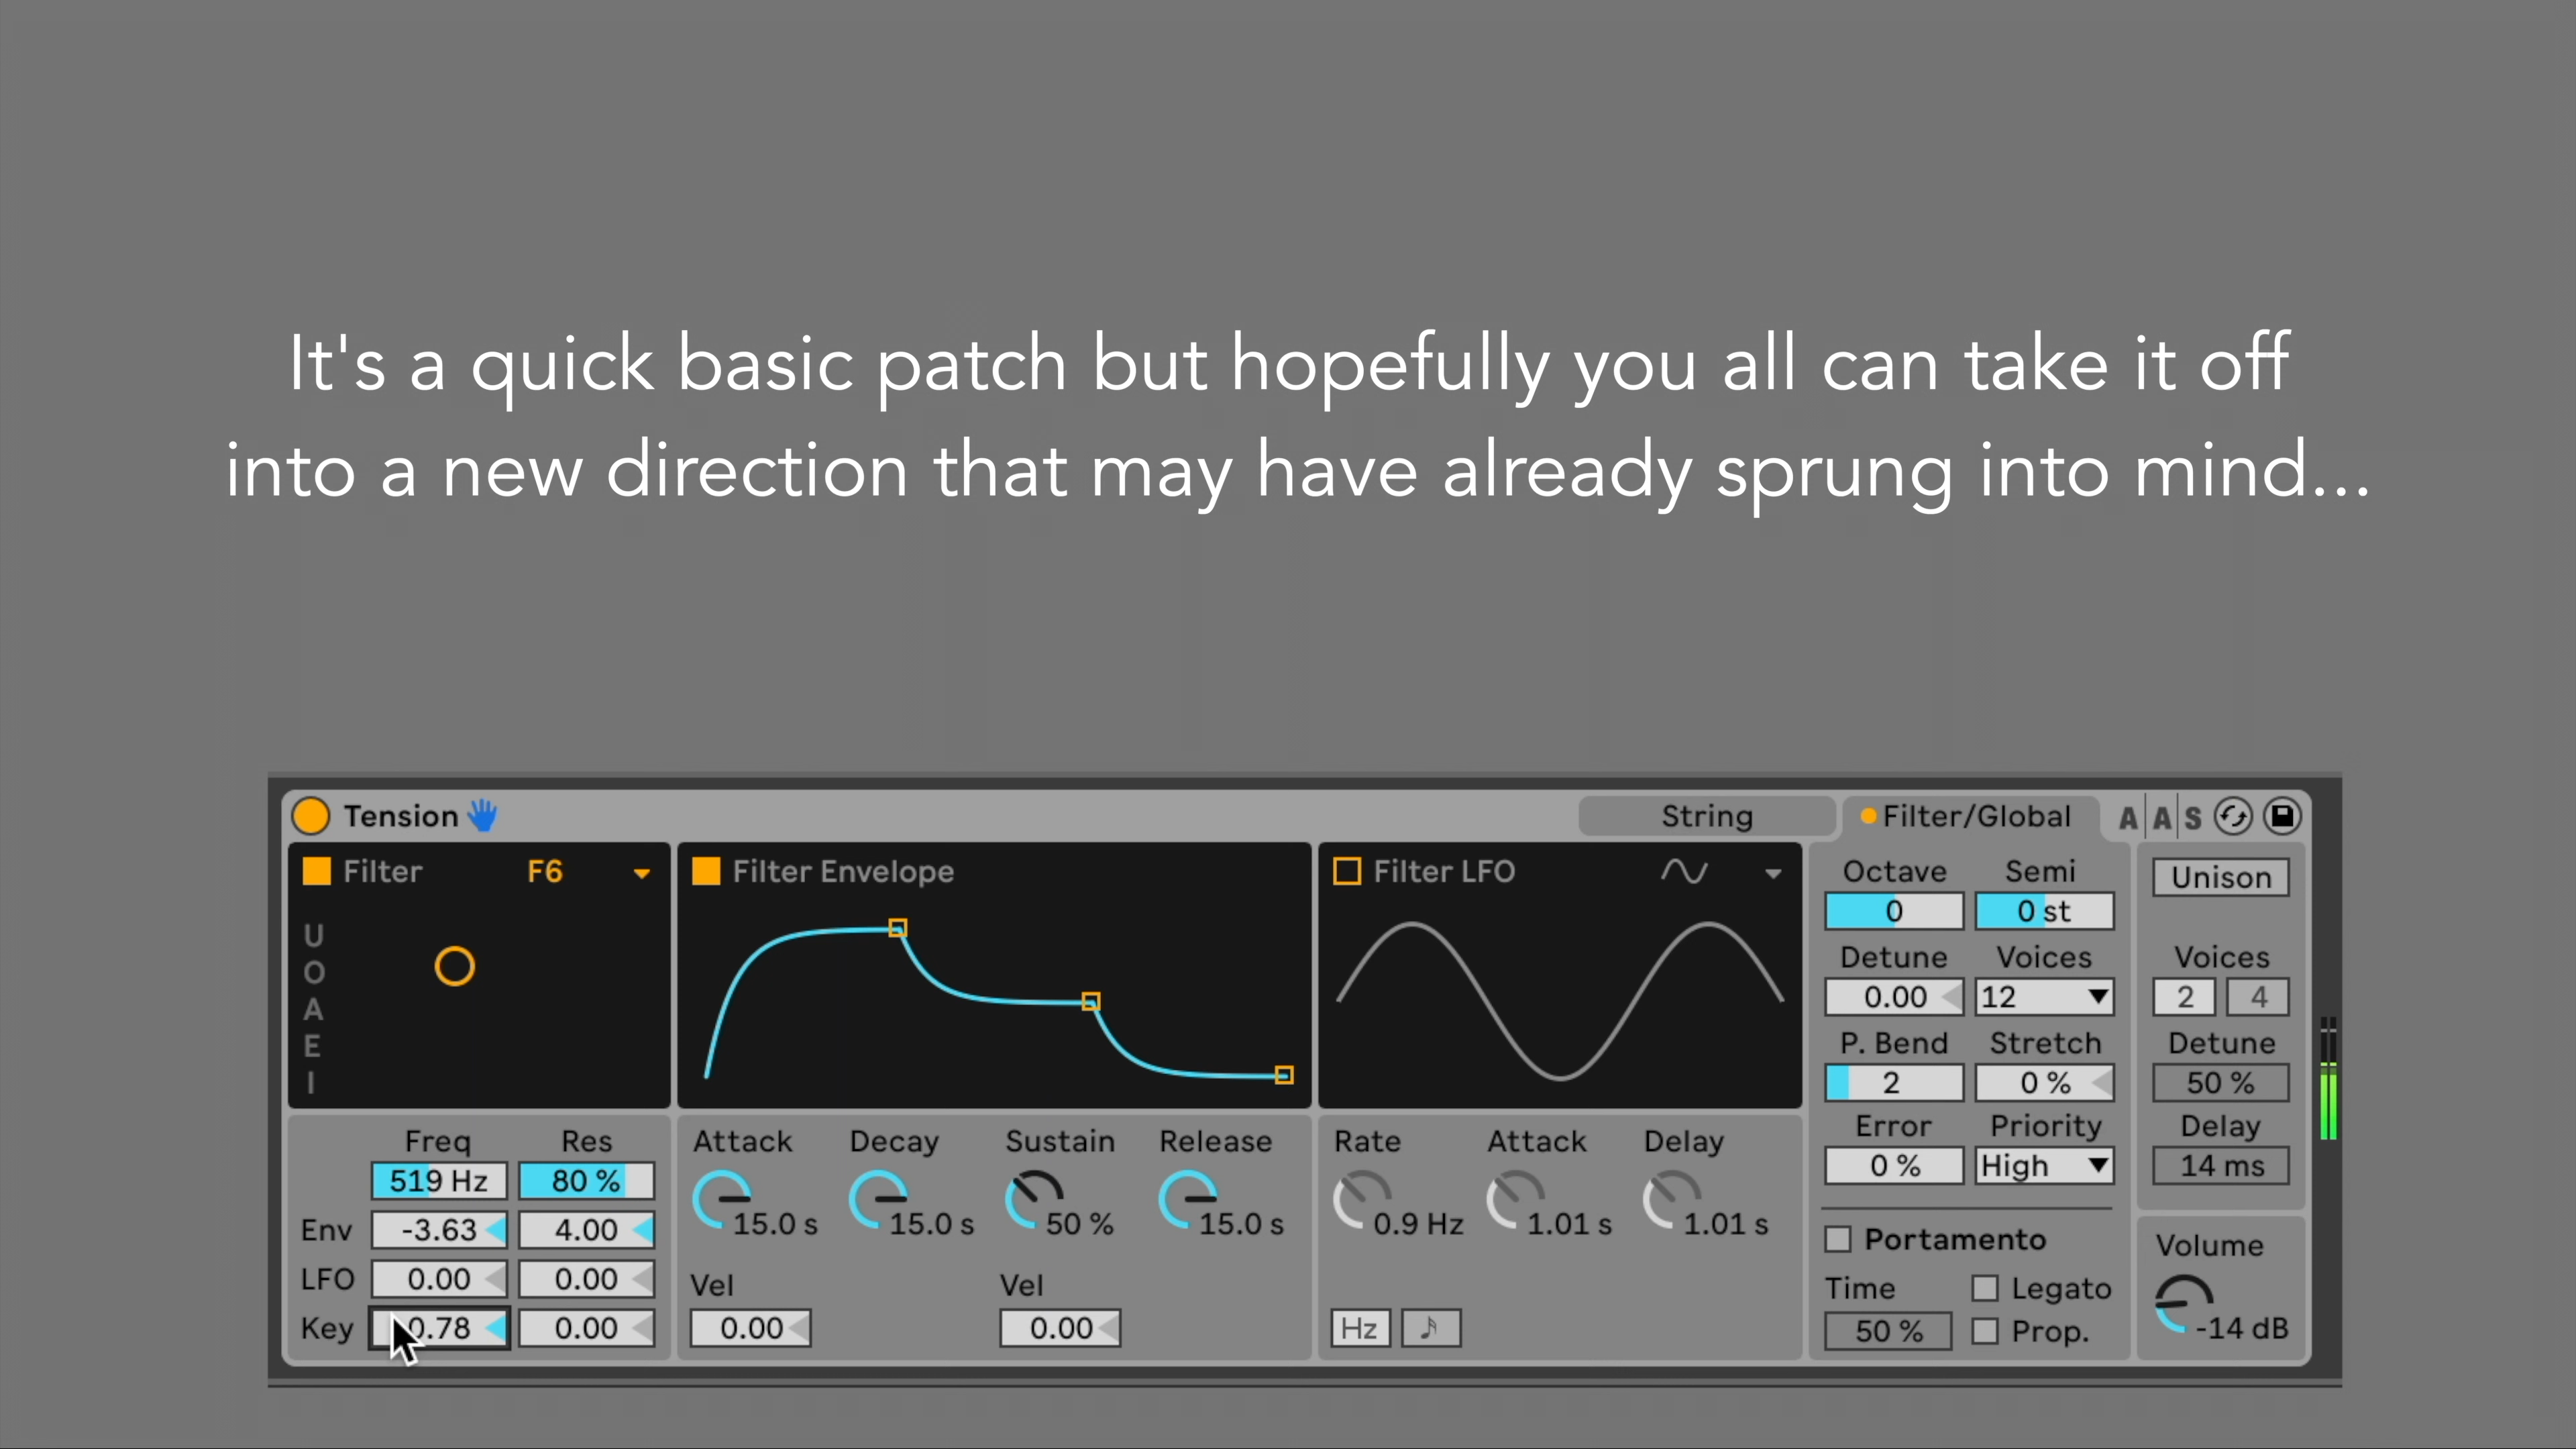 It's a quick basic patch but hopefully you all can take it off
into a new direction that may have already sprung into mind...
Tension
String
Filter/Global
A A S
Filter F6
U
O
A
E
I
Freq Res
519 Hz 80 %
Env -3.63 4.00
LFO 0.00 0.00
Key 0.78 0.00
Filter Envelope
Attack Decay Sustain Release
15.0 s 15.0 s 50 % 15.0 s
Vel Vel
0.00 0.00
Filter LFO
Rate Attack Delay
0.9 Hz 1.01 s 1.01 s
Hz
Octave Semi
0 0 st
Detune Voices
0.00 12
P. Bend Stretch
2 0 %
Error Priority
0 % High
Portamento
Time Legato
50 % Prop.
Unison
Voices
2 4
Detune
50 %
Delay
14 ms
Volume
-14 dB